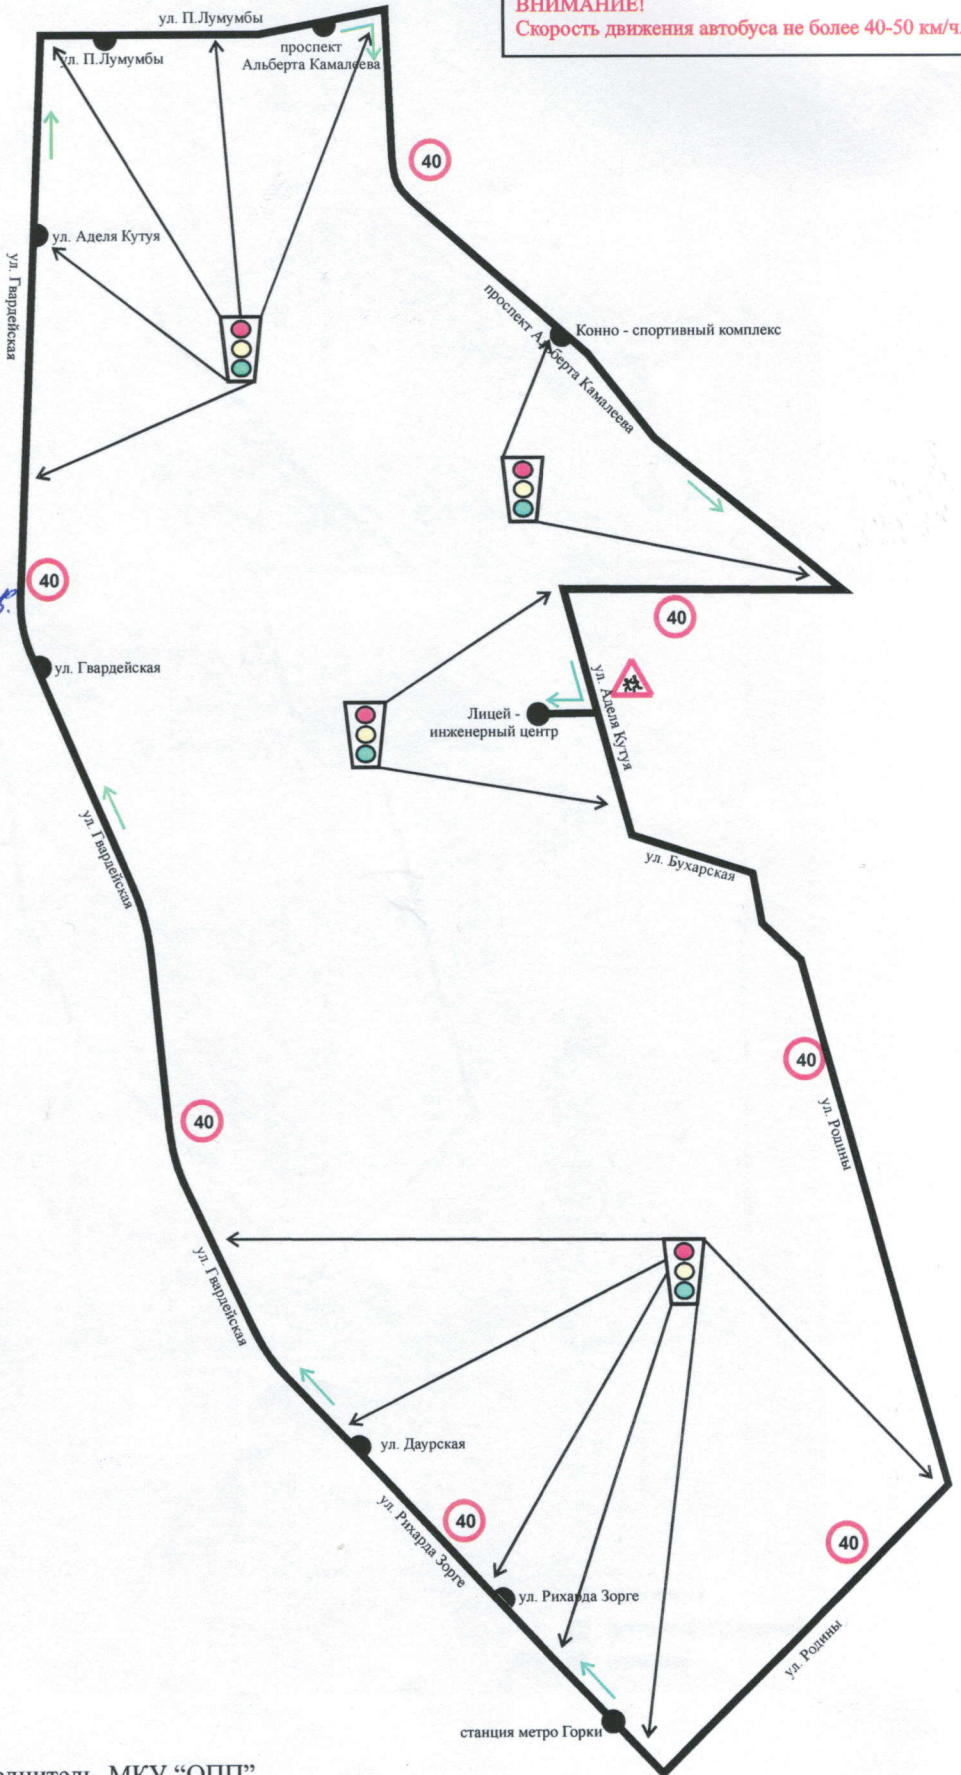 ВНИМАНИЕ!
Скорость движения автобуса не более 40-50 км/ч.
ул. П.Лумумбы
ул. П.Лумумбы
проспект
Альберта Камалеева
40
ул. Аделя Кутуя
ул. Гвардейская
проспект Альберта Камалеева
Конно - спортивный комплекс
40
40
ул. Гвардейская
ул. Аделя Кутуя
Лицей -
инженерный центр
ул. Гвардейская
ул. Бухарская
40
ул. Родины
40
ул. Гвардейская
ул. Даурская
ул. Рихарда Зорге
40
40
ул. Рихарда Зорге
ул. Родины
станция метро Горки
МКУ “ОПП”